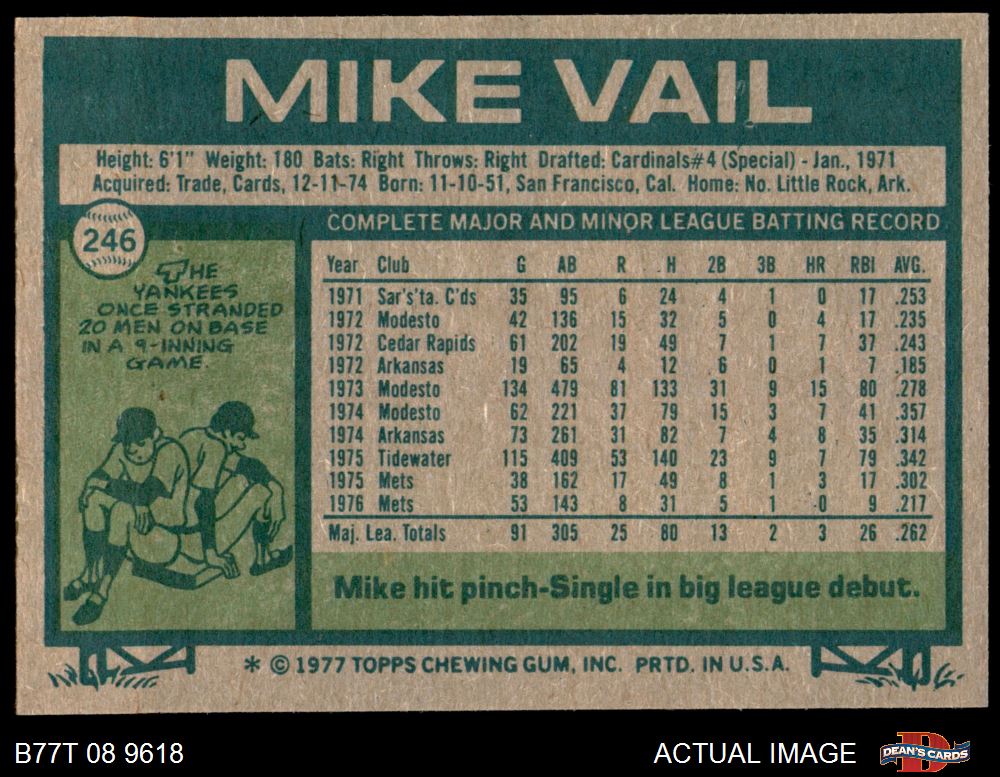 MIKE VAIL
Height: 6'1" Weight: 180 Bats: Right Throws: Right Drafted: Cardinals#4 (Special) - Jan., 1971
Acquired: Trade, Cards, 12-11-74 Born: 11-10-51, San Francisco, Cal. Home: No. Little Rock, Ark.
246
THE
YANKEES
ONCE STRANDED
20 MEN ON BASE
IN A 9-INNING
GAME.
COMPLETE MAJOR AND MINOR LEAGUE BATTING RECORD
Year Club G AB R H 2B 3B HR RBI AVG.
1971 Sar's'ta. C'ds 35 95 6 24 4 1 0 17 .253
1972 Modesto 42 136 15 32 5 0 4 17 .235
1972 Cedar Rapids 61 202 19 49 7 1 7 37 .243
1972 Arkansas 19 65 4 12 6 0 1 7 .185
1973 Modesto 134 479 81 133 31 9 15 80 .278
1974 Modesto 62 221 37 79 15 3 7 41 .357
1974 Arkansas 73 261 31 82 7 4 8 35 .314
1975 Tidewater 115 409 53 140 23 9 7 79 .342
1975 Mets 38 162 17 49 8 1 3 17 .302
1976 Mets 53 143 8 31 5 1 0 9 .217
Maj. Lea. Totals 91 305 25 80 13 2 3 26 .262
Mike hit pinch-Single in big league debut.
* © 1977 TOPPS CHEWING GUM, INC. PRTD. IN U.S.A.
B77T 08 9618
ACTUAL IMAGE
D
DEAN'S CARDS